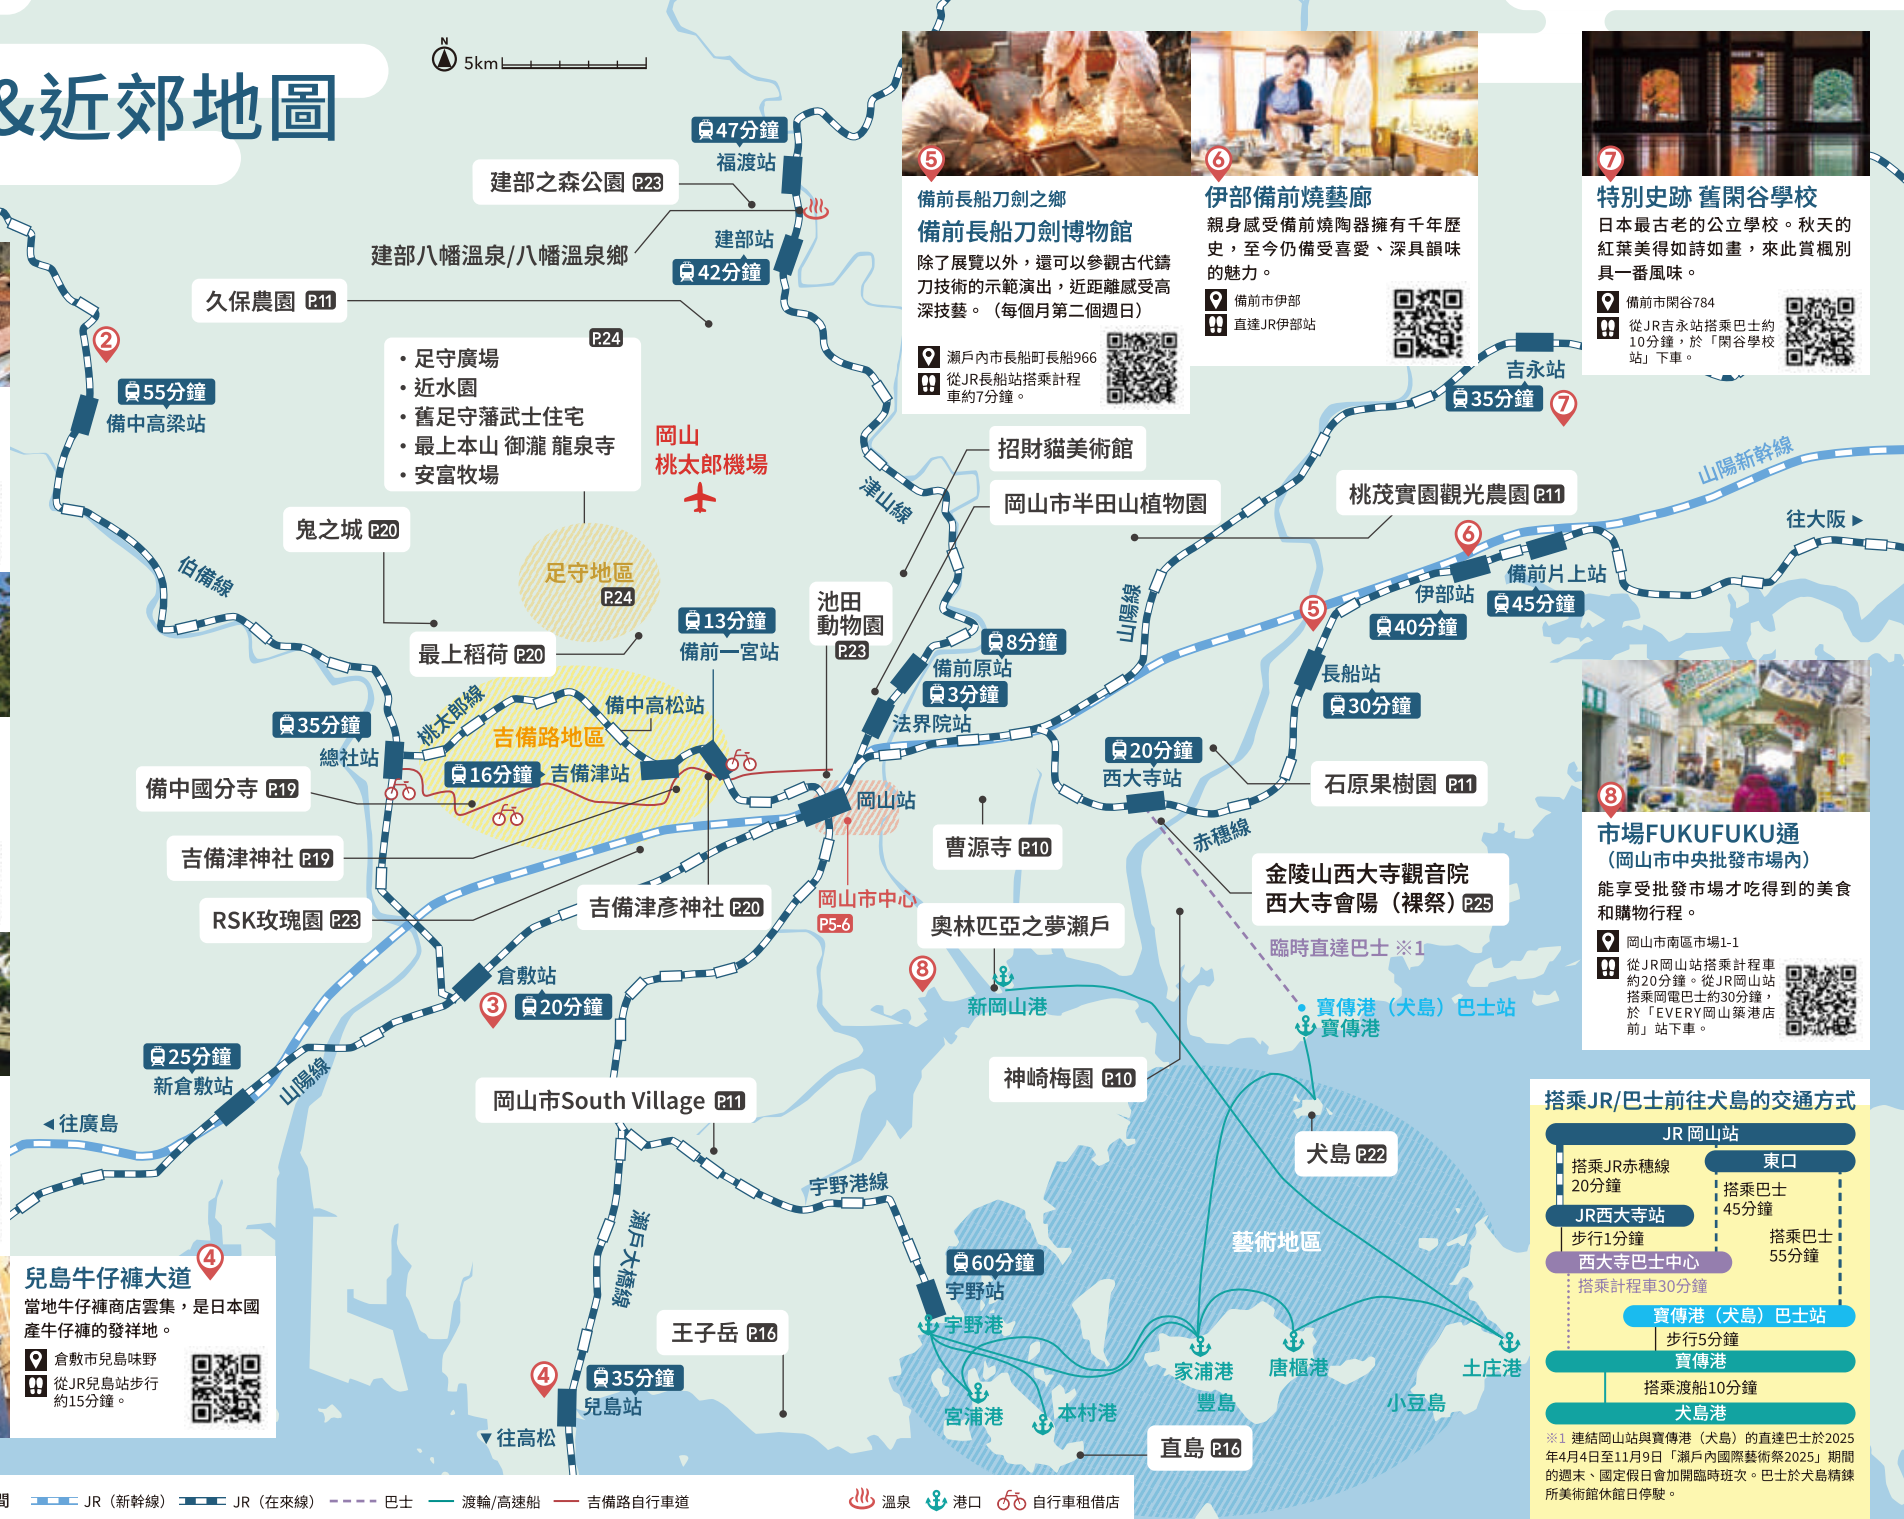 &近郊地圖
N
5km
47分鐘
福渡站
建部之森公園 P.23
建部站
42分鐘
建部八幡溫泉/八幡溫泉鄉
久保農園 P.11
2
55分鐘
備中高梁站
P.24
・足守廣場
・近水園
・舊足守藩武士住宅
・最上本山 御瀧 龍泉寺
・安富牧場
岡山
桃太郎機場
津山線
5
備前長船刀劍之鄉
備前長船刀劍博物館
除了展覽以外，還可以參觀古代鑄
刀技術的示範演出，近距離感受高
深技藝。（每個月第二個週日）
瀨戶內市長船町長船966
從JR長船站搭乘計程
車約7分鐘。
6
伊部備前燒藝廊
親身感受備前燒陶器擁有千年歷
史，至今仍備受喜愛、深具韻味
的魅力。
備前市伊部
直達JR伊部站
7
特別史跡 舊閑谷學校
日本最古老的公立學校。秋天的
紅葉美得如詩如畫，來此賞楓別
具一番風味。
備前市閑谷784
從JR吉永站搭乘巴士約
10分鐘，於「閑谷學校
站」下車。
吉永站
35分鐘
7
山陽新幹線
往大阪
招財貓美術館
岡山市半田山植物園
桃茂實園觀光農園 P.11
6
備前片上站
伊部站
45分鐘
40分鐘
5
長船站
30分鐘
山陽線
鬼之城 P.20
伯備線
足守地區
P.24
最上稻荷 P.20
13分鐘
備前一宮站
池田
動物園
P.23
8分鐘
備前原站
3分鐘
法界院站
桃太郎線
備中高松站
吉備路地區
35分鐘
總社站
16分鐘
吉備津站
岡山站
20分鐘
西大寺站
石原果樹園 P.11
赤穗線
備中國分寺 P.19
吉備津神社 P.19
RSK玫瑰園 P.23
吉備津彥神社 P.20
岡山市中心
P.5-6
曹源寺 P.10
金陵山西大寺觀音院
西大寺會陽（裸祭） P.25
奧林匹亞之夢瀨戶
臨時直達巴士 ※1
8
新岡山港
寶傳港（犬島）巴士站
寶傳港
倉敷站
3
20分鐘
25分鐘
新倉敷站
山陽線
往廣島
岡山市South Village P.11
神崎梅園 P.10
犬島 P.22
宇野港線
瀨戶大橋線
藝術地區
60分鐘
宇野站
宇野港
王子岳 P.16
4
35分鐘
兒島站
往高松
宮浦港
本村港
直島 P.16
家浦港
豐島
唐櫃港
小豆島
土庄港
4
兒島牛仔褲大道
當地牛仔褲商店雲集，是日本國
產牛仔褲的發祥地。
倉敷市兒島味野
從JR兒島站步行
約15分鐘。
8
市場FUKUFUKU通
（岡山市中央批發市場內）
能享受批發市場才吃得到的美食
和購物行程。
岡山市南區市場1-1
從JR岡山站搭乘計程車
約20分鐘。從JR岡山站
搭乘岡電巴士約30分鐘，
於「EVERY岡山築港店
前」站下車。
搭乘JR/巴士前往犬島的交通方式
JR 岡山站
東口
搭乘JR赤穗線
20分鐘
搭乘巴士
45分鐘
JR西大寺站
步行1分鐘
搭乘巴士
55分鐘
西大寺巴士中心
搭乘計程車30分鐘
寶傳港（犬島）巴士站
步行5分鐘
寶傳港
搭乘渡船10分鐘
犬島港
※1 連結岡山站與寶傳港（犬島）的直達巴士於2025
年4月4日至11月9日「瀨戶內國際藝術祭2025」期間
的週末、國定假日會加開臨時班次。巴士於犬島精鍊
所美術館休館日停駛。
間
JR（新幹線）
JR（在來線）
巴士
渡輪/高速船
吉備路自行車道
溫泉
港口
自行車租借店